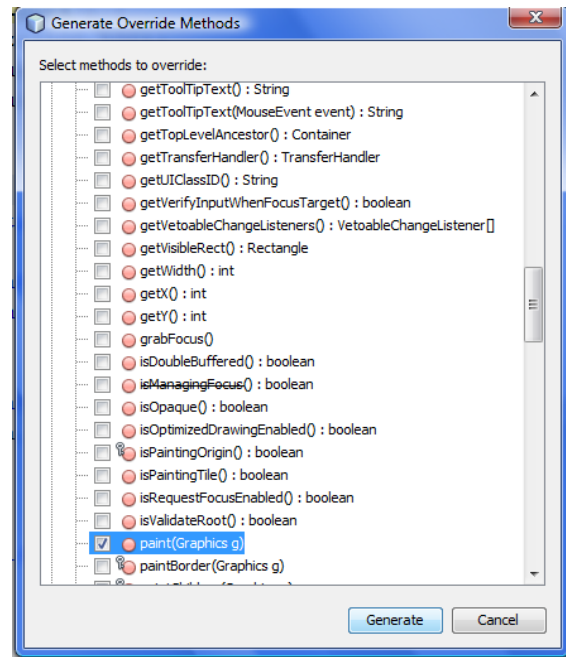 Generate Override Methods
Select methods to override:
getToolTipText() : String
getToolTipText(MouseEvent event) : String
getTopLevelAncestor() : Container
getTransferHandler() : TransferHandler
getUIClassID() : String
getVerifyInputWhenFocusTarget() : boolean
getVetoableChangeListeners() : VetoableChangeListener[]
getVisibleRect() : Rectangle
getWidth() : int
getX() : int
getY() : int
grabFocus()
isDoubleBuffered() : boolean
isManagingFocus() : boolean
isOpaque() : boolean
isOptimizedDrawingEnabled() : boolean
isPaintingOrigin() : boolean
isPaintingTile() : boolean
isRequestFocusEnabled() : boolean
isValidateRoot() : boolean
paint(Graphics g)
paintBorder(Graphics g)
Generate Cancel